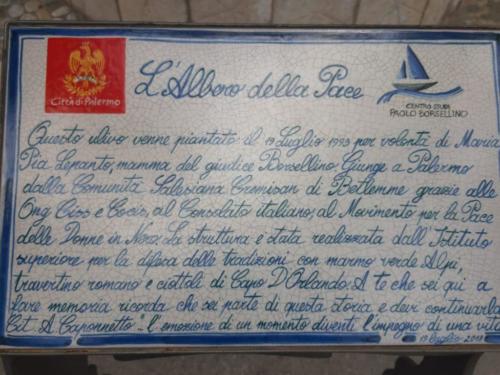 L'Albero della Pace
Città di Palermo
CENTRO STUDI
PAOLO BORSELLINO
Questo ulivo venne piantato il 19 Luglio 1993 per volontà di Maria
Pia Lepanto, mamma del giudice Borsellino. Giunge a Palermo
dalla Comunità Salesiana Cremisan di Betlemme grazie alle
Ong Ciss e Cocis, al Consolato italiano, al Movimento per la Pace
delle Donne in Nero. La struttura è stata realizzata dall'Istituto
superiore per la difesa delle tradizioni con marmo verde Alpi,
travertino romano e ciottoli di Capo D'Orlando. A te che sei qui a
fare memoria ricorda che sei parte di questa storia e devi continuarla
Cit. A. Caponnetto "l'emozione di un momento diventi l'impegno di una vita
19 luglio